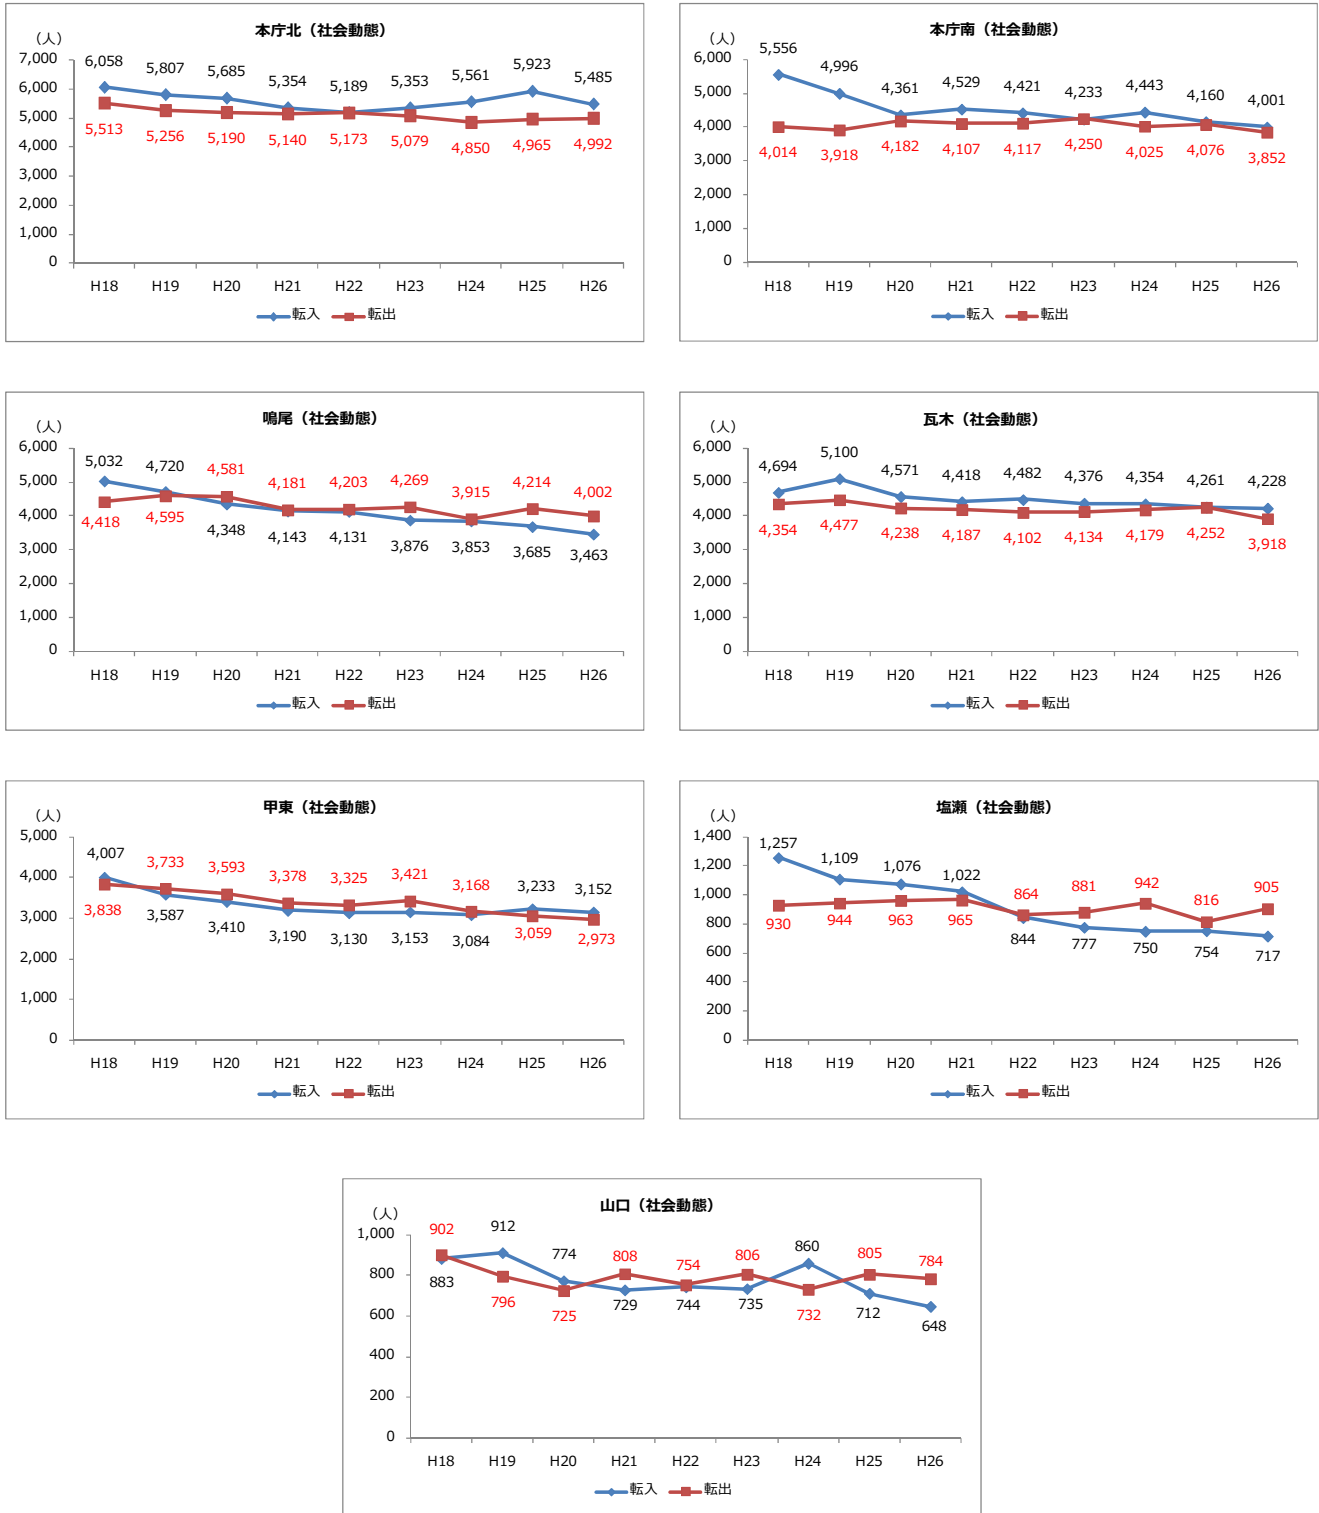 本庁北（社会動態）
（人）
7,000
6,000
5,000
4,000
3,000
2,000
1,000
0
6,058 5,807 5,685 5,354 5,189 5,353 5,561 5,923 5,485
5,513 5,256 5,190 5,140 5,173 5,079 4,850 4,965 4,992
H18 H19 H20 H21 H22 H23 H24 H25 H26
転入 転出
本庁南（社会動態）
（人）
6,000
5,000
4,000
3,000
2,000
1,000
0
5,556 4,996 4,361 4,529 4,421 4,233 4,443 4,160 4,001
4,014 3,918 4,182 4,107 4,117 4,250 4,025 4,076 3,852
H18 H19 H20 H21 H22 H23 H24 H25 H26
転入 転出
鳴尾（社会動態）
（人）
6,000
5,000
4,000
3,000
2,000
1,000
0
5,032 4,720 4,581 4,181 4,203 4,269 3,915 4,214 4,002
4,418 4,595 4,348 4,143 4,131 3,876 3,853 3,685 3,463
H18 H19 H20 H21 H22 H23 H24 H25 H26
転入 転出
瓦木（社会動態）
（人）
6,000
5,000
4,000
3,000
2,000
1,000
0
4,694 5,100 4,571 4,418 4,482 4,376 4,354 4,261 4,228
4,354 4,477 4,238 4,187 4,102 4,134 4,179 4,252 3,918
H18 H19 H20 H21 H22 H23 H24 H25 H26
転入 転出
甲東（社会動態）
（人）
5,000
4,000
3,000
2,000
1,000
0
4,007 3,733 3,593 3,378 3,325 3,421 3,168 3,233 3,152
3,838 3,587 3,410 3,190 3,130 3,153 3,084 3,059 2,973
H18 H19 H20 H21 H22 H23 H24 H25 H26
転入 転出
塩瀬（社会動態）
（人）
1,400
1,200
1,000
800
600
400
200
0
1,257 1,109 1,076 1,022 864 881 942 816 905
930 944 963 965 844 777 750 754 717
H18 H19 H20 H21 H22 H23 H24 H25 H26
転入 転出
山口（社会動態）
（人）
1,000
800
600
400
200
0
902 912 774 808 754 806 860 805 784
883 796 725 729 744 735 732 712 648
H18 H19 H20 H21 H22 H23 H24 H25 H26
転入 転出